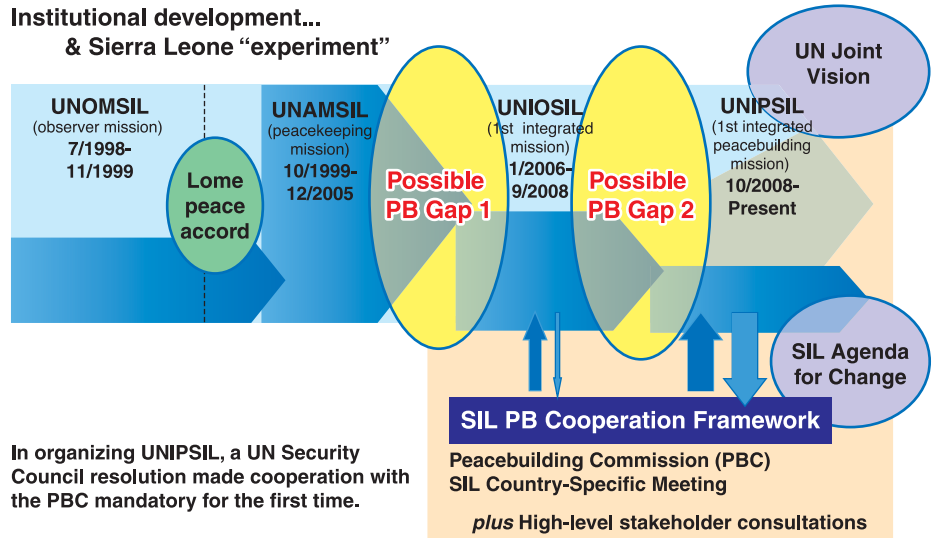 Institutional development...
& Sierra Leone “experiment”
UN Joint
Vision
UNOMSIL
(observer mission)
7/1998-
11/1999
Lome
peace
accord
UNAMSIL
(peacekeeping
mission)
10/1999-
12/2005
Possible
PB Gap 1
UNIOSIL
(1st integrated
mission)
1/2006-
9/2008
Possible
PB Gap 2
UNIPSIL
(1st integrated
peacebuilding
mission)
10/2008-
Present
SIL Agenda
for Change
SIL PB Cooperation Framework
Peacebuilding Commission (PBC)
SIL Country-Specific Meeting
plus High-level stakeholder consultations
In organizing UNIPSIL, a UN Security
Council resolution made cooperation with
the PBC mandatory for the first time.